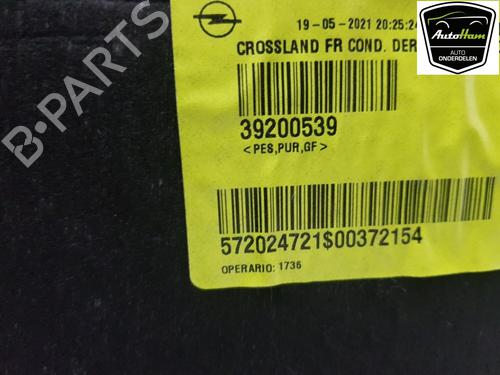 19-05-2021 20:25:24
CROSSLAND FR COND. DER
39200539
<PES,PUR,GF>
572024721$00372154
OPERARIO: 1736
AutoHam
AUTO
ONDERDELEN
B-PARTS